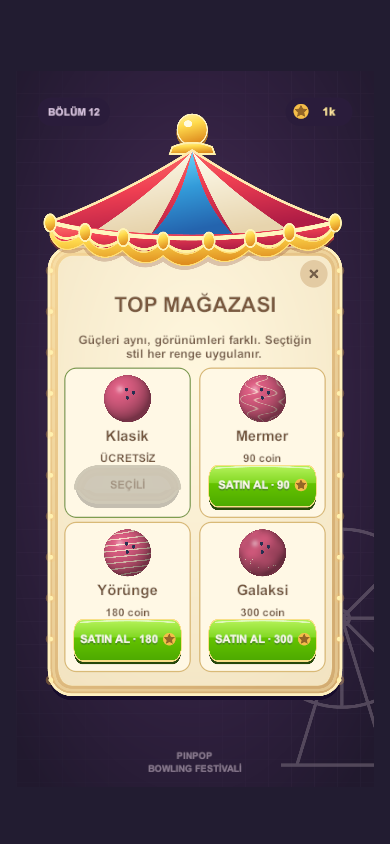 BÖLÜM 12
1k
TOP MAĞAZASI
Güçleri aynı, görünümleri farklı. Seçtiğin
stil her renge uygulanır.
Klasik
ÜCRETSİZ
SEÇİLİ
Mermer
90 coin
SATIN AL · 90
Yörünge
180 coin
SATIN AL · 180
Galaksi
300 coin
SATIN AL · 300
PINPOP
BOWLING FESTİVALİ